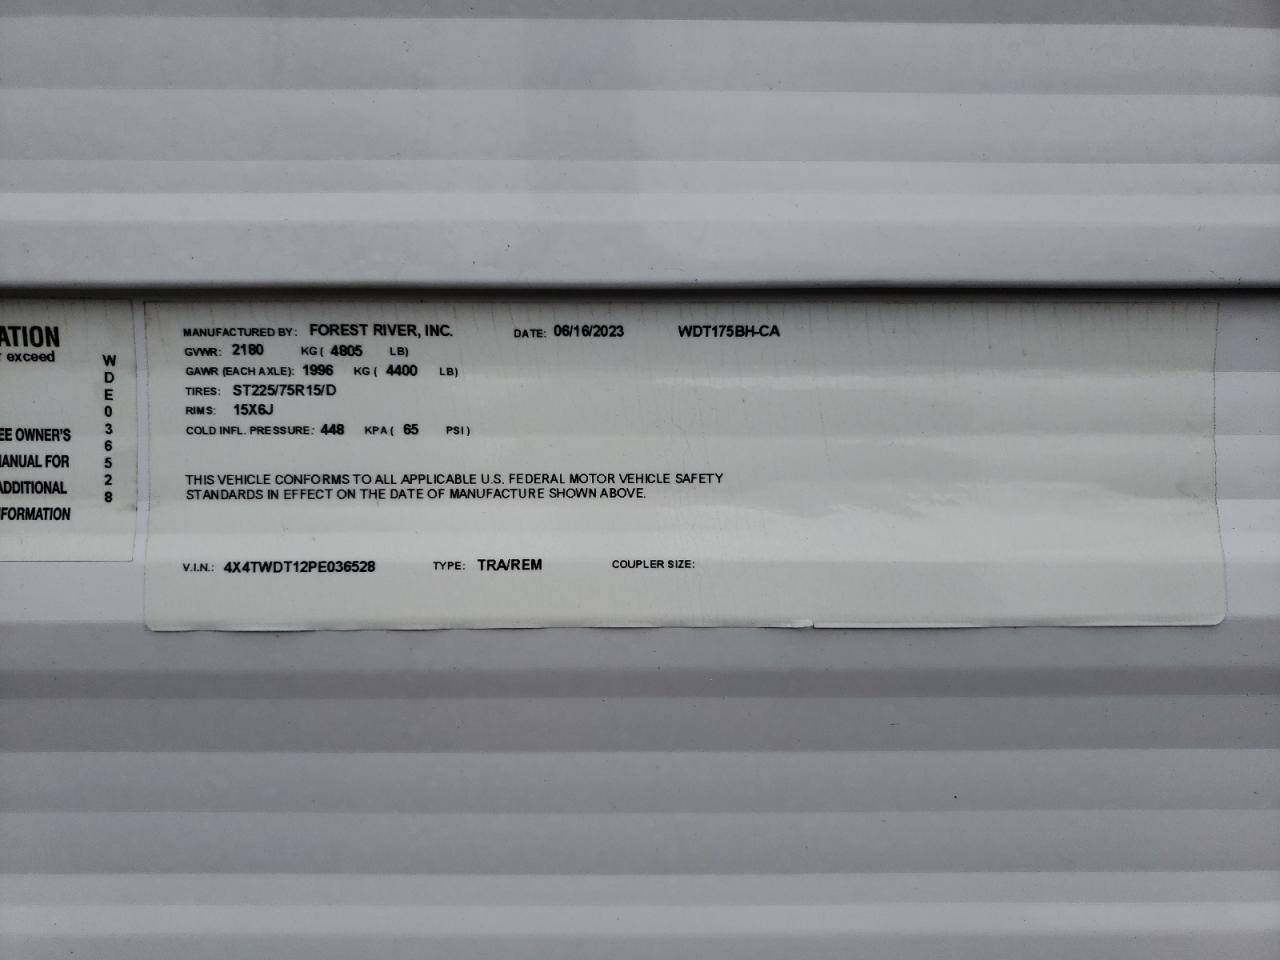 ATION
exceed
EE OWNER'S
ANUAL FOR
ADDITIONAL
FORMATION
W
D
E
0
3
6
5
2
8
MANUFACTURED BY: FOREST RIVER, INC. DATE: 06/16/2023 WDT175BH-CA
GVWR: 2180 KG ( 4805 LB)
GAWR (EACH AXLE): 1996 KG ( 4400 LB)
TIRES: ST225/75R15/D
RIMS: 15X6J
COLD INFL. PRESSURE: 448 KPA ( 65 PSI )
THIS VEHICLE CONFORMS TO ALL APPLICABLE U.S. FEDERAL MOTOR VEHICLE SAFETY
STANDARDS IN EFFECT ON THE DATE OF MANUFACTURE SHOWN ABOVE.
V.I.N.: 4X4TWDT12PE036528 TYPE: TRA/REM COUPLER SIZE: